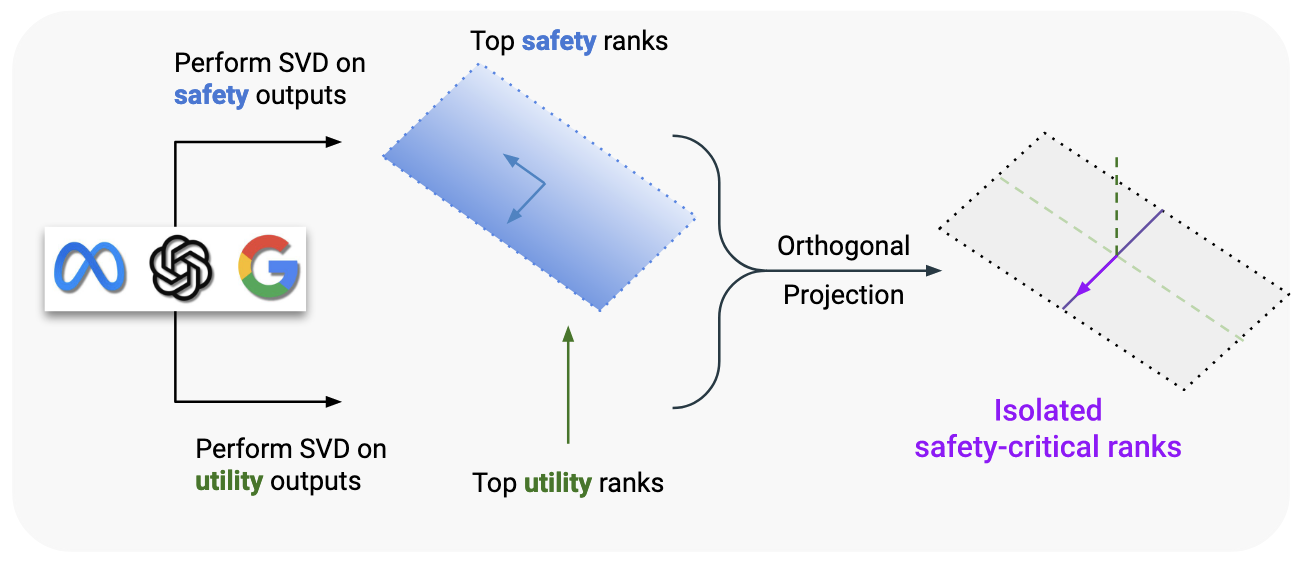 Top safety ranks
Perform SVD on
safety outputs
Orthogonal
Projection
Isolated
safety-critical ranks
Perform SVD on
utility outputs
Top utility ranks